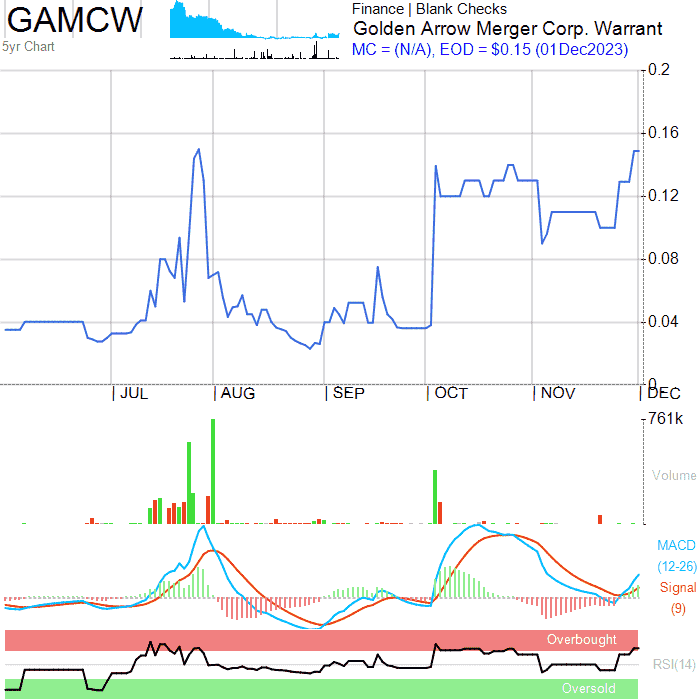 GAMCW
5yr Chart
Finance | Blank Checks
Golden Arrow Merger Corp. Warrant
MC = (N/A), EOD = $0.15 (01Dec2023)
0.2
0.16
0.12
0.08
0.04
0
JUL
AUG
SEP
OCT
NOV
DEC
761k
Volume
MACD
(12-26)
Signal
(9)
Overbought
RSI(14)
Oversold